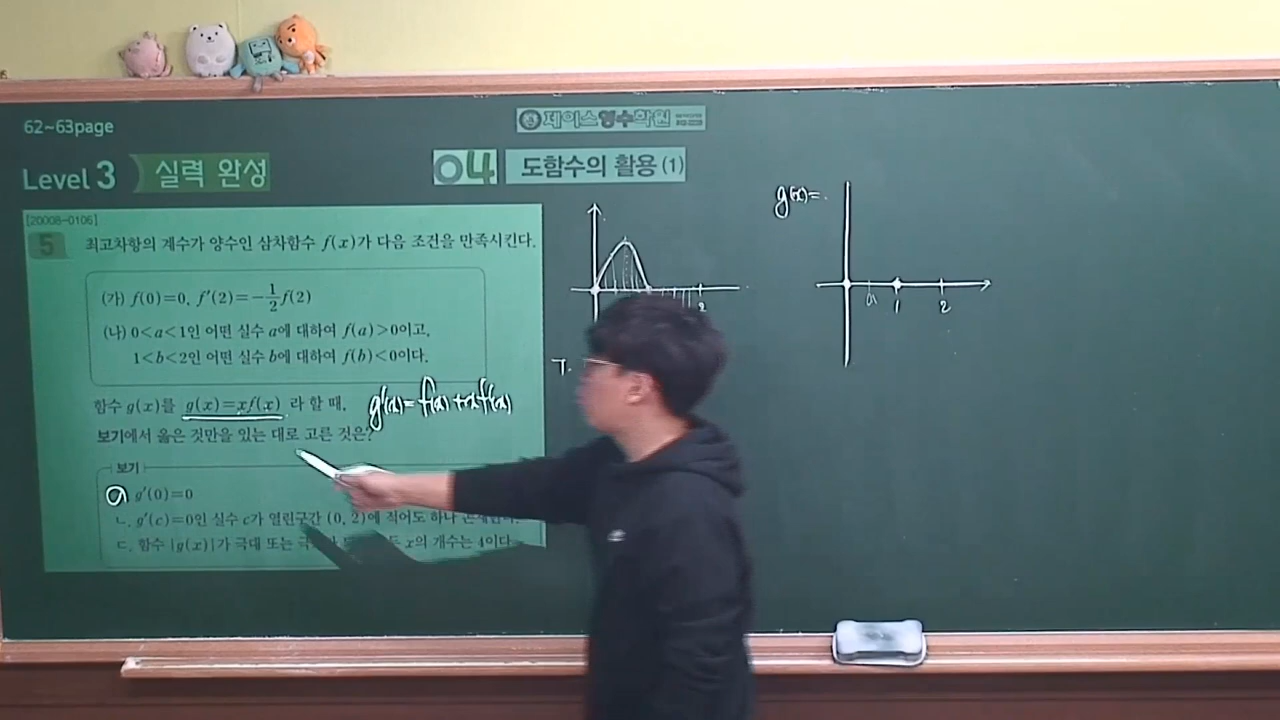 62~63page
제이스영수학원
Level 3 실력 완성
04 도함수의 활용 (1)
[20008-0106]
5 최고차항의 계수가 양수인 삼차함수 f(x)가 다음 조건을 만족시킨다.
(가) f(0)=0, f′(2)=-1/2f(2)
(나) 0<a<1인 어떤 실수 a에 대하여 f(a)>0이고,
1<b<2인 어떤 실수 b에 대하여 f(b)<0이다.
함수 g(x)를 g(x)=xf(x) 라 할 때,
g′(x)=f(x)+xf′(x)
보기에서 옳은 것만을 있는 대로 고른 것은?
보기
ㄱ. g′(0)=0
ㄴ. g′(c)=0인 실수 c가 열린구간 (0, 2)에 적어도 하나
ㄷ. 함수 |g(x)|가 극대 또는 x의 개수는 4이다.
2
ㄱ.
g(x)=
a 1 2